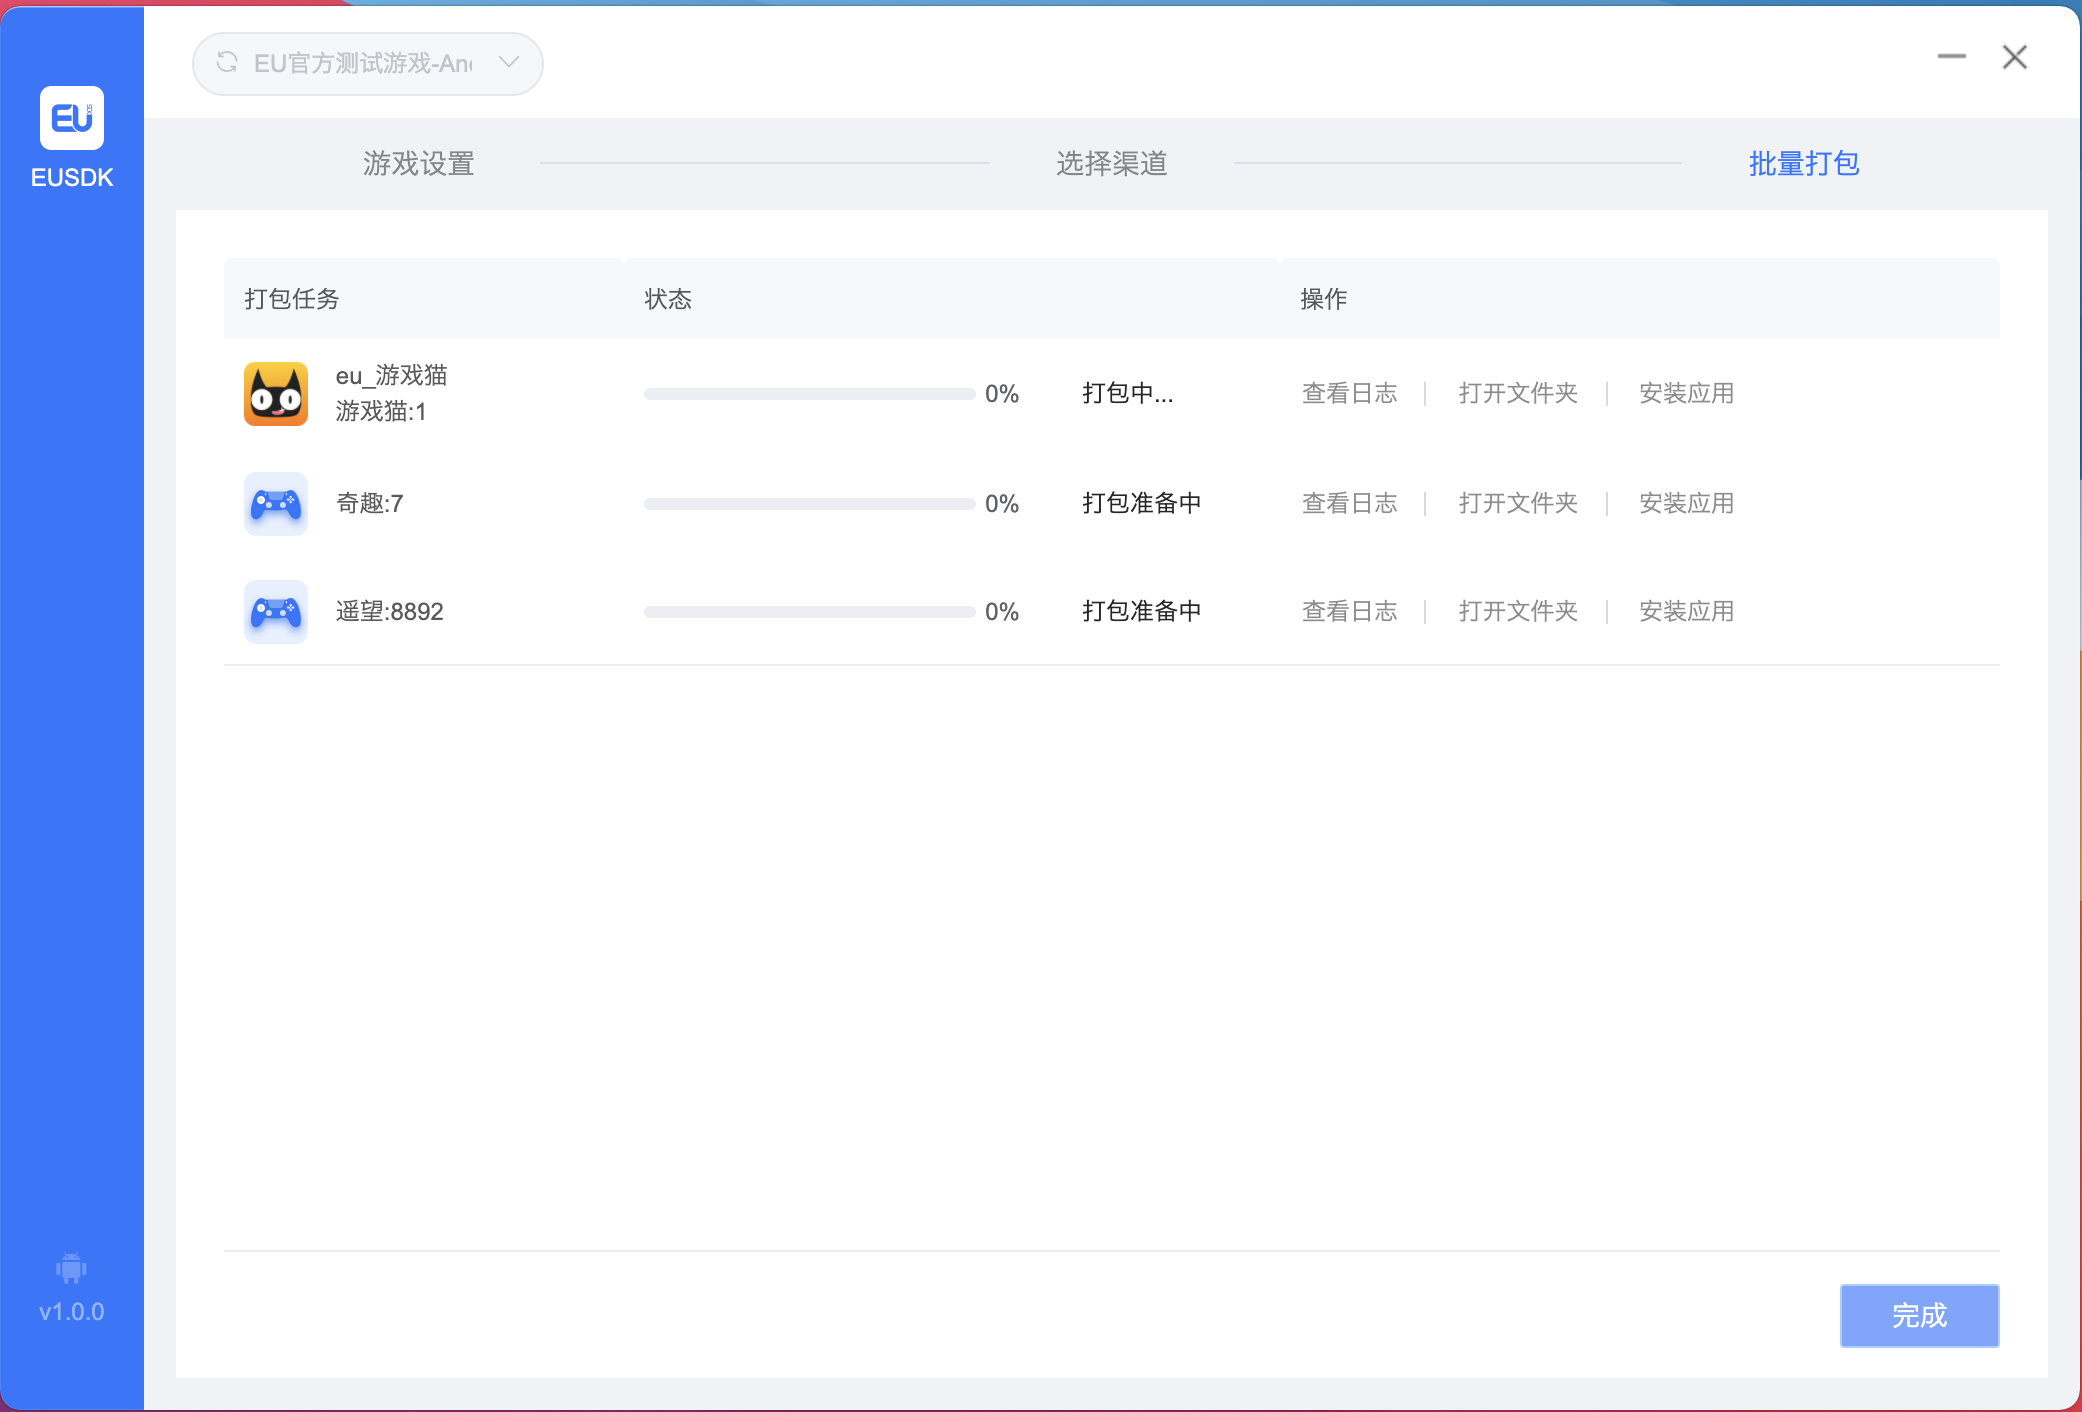 EU官方测试游戏-An
EU
EUSDK
游戏设置
选择渠道
批量打包
打包任务
状态
操作
eu_游戏猫
游戏猫:1
0%
打包中...
查看日志
打开文件夹
安装应用
奇趣:7
0%
打包准备中
查看日志
打开文件夹
安装应用
遥望:8892
0%
打包准备中
查看日志
打开文件夹
安装应用
v1.0.0
完成